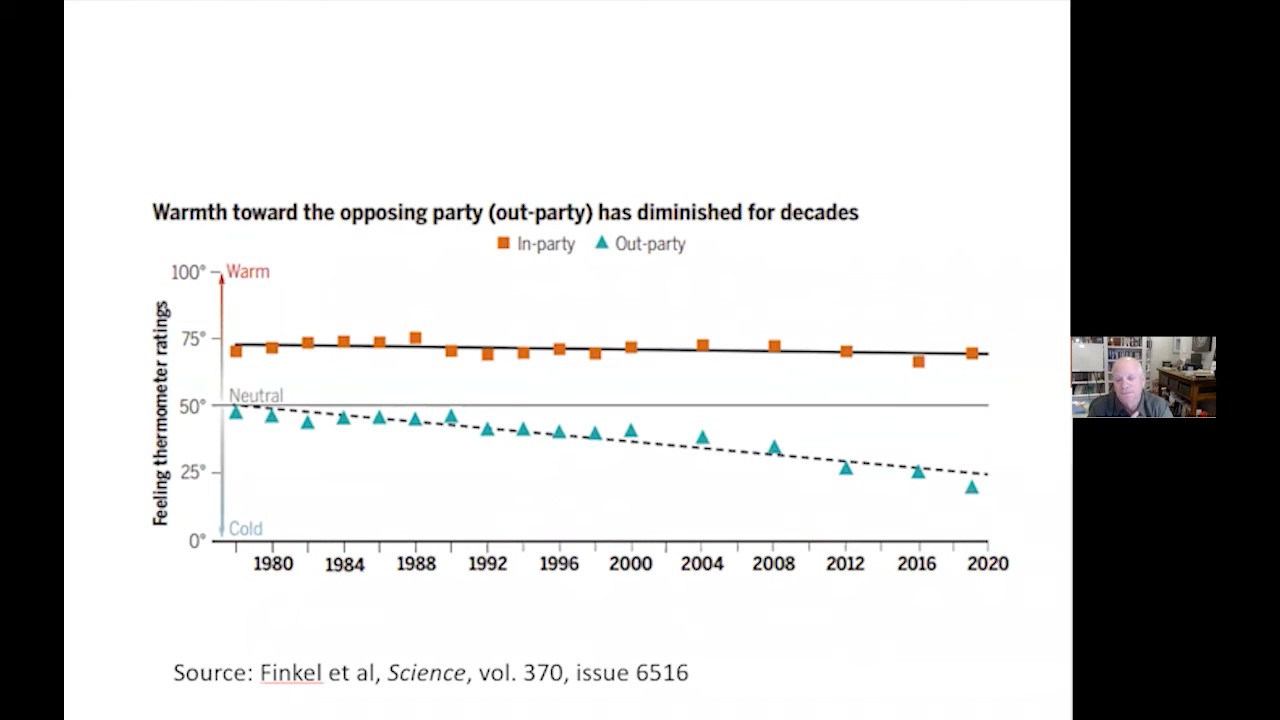 Warmth toward the opposing party (out-party) has diminished for decades
In-party Out-party
100° Warm
75°
Neutral
50°
25°
Cold
0°
Feeling thermometer ratings
1980 1984 1988 1992 1996 2000 2004 2008 2012 2016 2020
Source: Finkel et al, Science, vol. 370, issue 6516